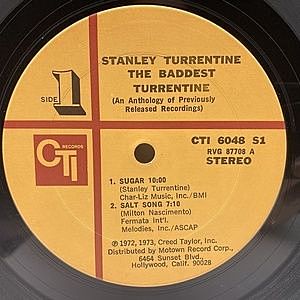 STANLEY TURRENTINE
THE BADDEST
TURRENTINE
(An Anthology of Previously
Released Recordings)
SIDE 1
CTI 6048 S1
RVG 87708 A
STEREO
CTI RECORDS
1. SUGAR 10:00
(Stanley Turrentine)
Char-Liz Music, Inc./BMI
2. SALT SONG 7:10
(Milton Nascimento)
Fermata Int'l.
Melodies, Inc./ASCAP
℗ 1972, 1973, Creed Taylor, Inc.
Distributed by Motown Record Corp.,
6464 Sunset Blvd.,
Hollywood, Calif. 90028